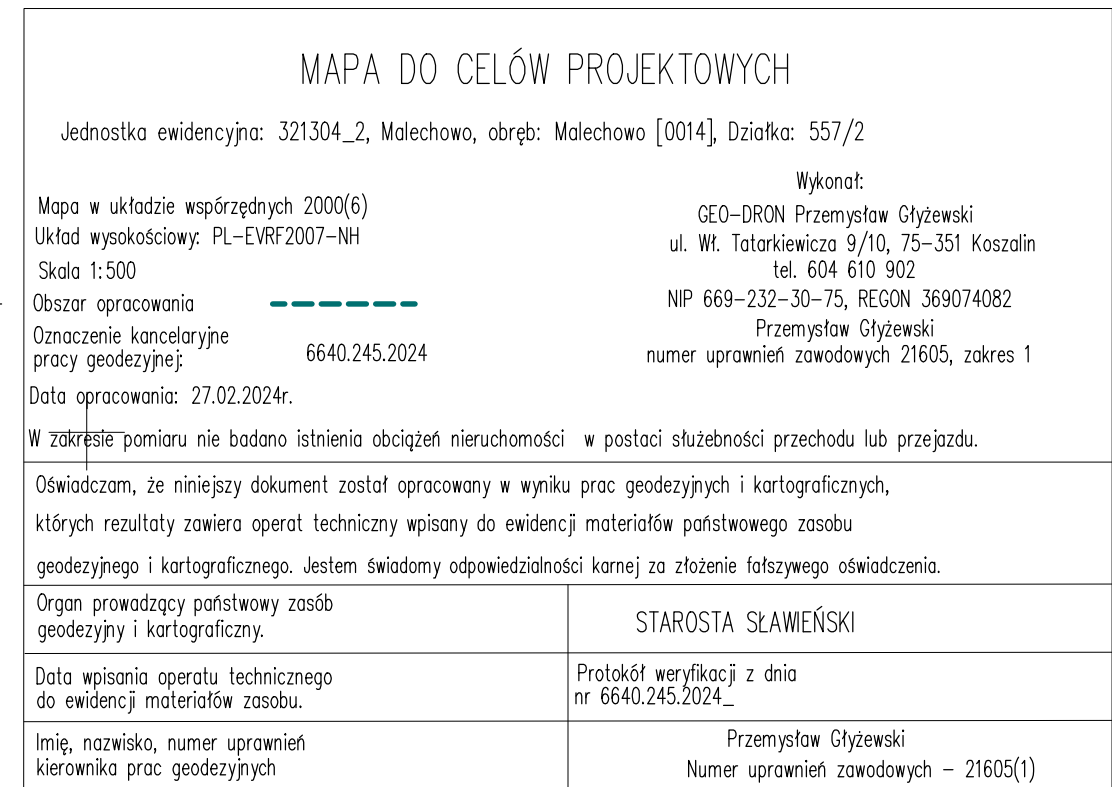 MAPA DO CELÓW PROJEKTOWYCH
Jednostka ewidencyjna: 321304_2, Malechowo, obręb: Malechowo [0014], Działka: 557/2
Mapa w układzie wspórzędnych 2000(6)
Układ wysokościowy: PL-EVRF2007-NH
Skala 1:500
Obszar opracowania
Oznaczenie kancelaryjne
pracy geodezyjnej: 6640.245.2024
Data opracowania: 27.02.2024r.
Wykonał:
GEO-DRON Przemysław Głyżewski
ul. Wł. Tatarkiewicza 9/10, 75-351 Koszalin
tel. 604 610 902
NIP 669-232-30-75, REGON 369074082
Przemysław Głyżewski
numer uprawnień zawodowych 21605, zakres 1
W zakresie pomiaru nie badano istnienia obciążeń nieruchomości w postaci służebności przechodu lub przejazdu.
Oświadczam, że niniejszy dokument został opracowany w wyniku prac geodezyjnych i kartograficznych,
których rezultaty zawiera operat techniczny wpisany do ewidencji materiałów państwowego zasobu
geodezyjnego i kartograficznego. Jestem świadomy odpowiedzialności karnej za złożenie fałszywego oświadczenia.
Organ prowadzący państwowy zasób
geodezyjny i kartograficzny.
STAROSTA SŁAWIEŃSKI
Data wpisania operatu technicznego
do ewidencji materiałów zasobu.
Protokół weryfikacji z dnia
nr 6640.245.2024_
Imię, nazwisko, numer uprawnień
kierownika prac geodezyjnych
Przemysław Głyżewski
Numer uprawnień zawodowych - 21605(1)